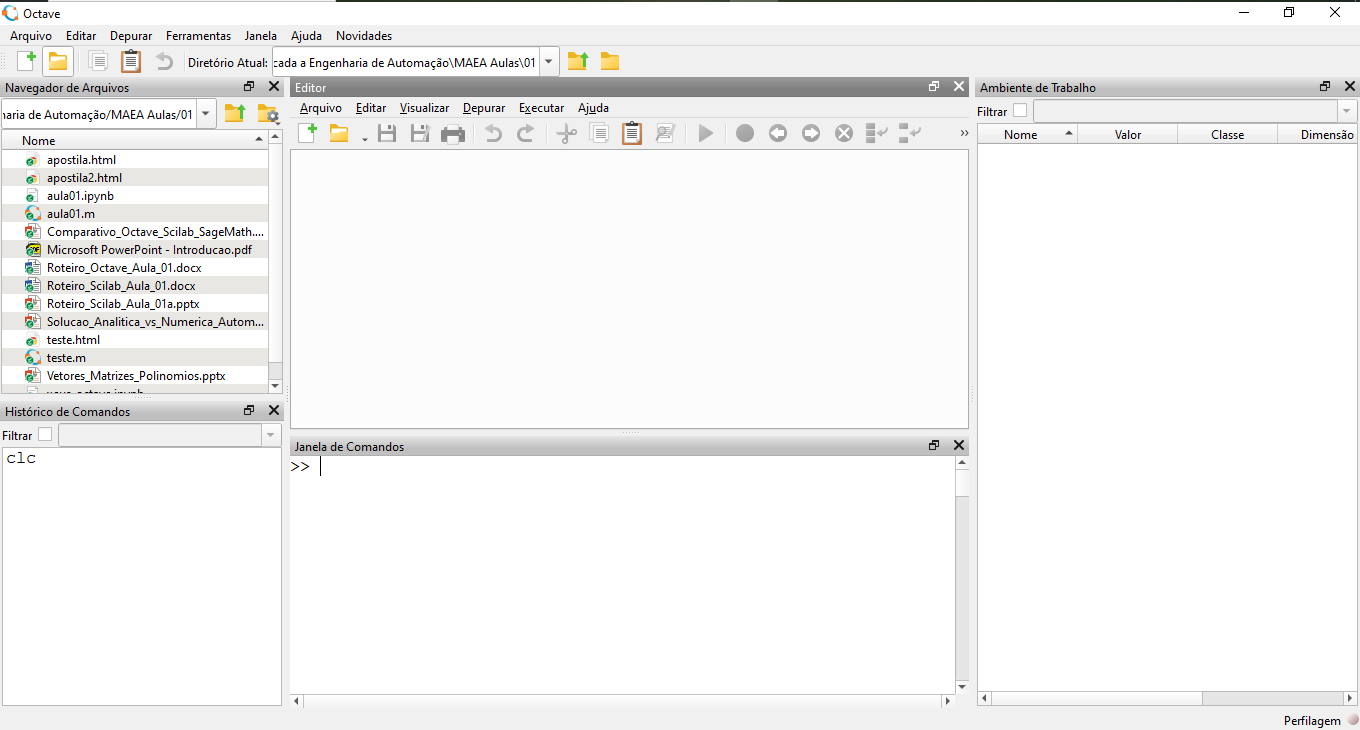 Octave
Arquivo Editar Depurar Ferramentas Janela Ajuda Novidades
Diretório Atual: cada a Engenharia de Automação\MAEA Aulas\01
Navegador de Arquivos
haria de Automação/MAEA Aulas/01
Nome
apostila.html
apostila2.html
aula01.ipynb
aula01.m
Comparativo_Octave_Scilab_SageMath....
Microsoft PowerPoint - Introducao.pdf
Roteiro_Octave_Aula_01.docx
Roteiro_Scilab_Aula_01.docx
Roteiro_Scilab_Aula_01a.pptx
Solucao_Analitica_vs_Numerica_Autom...
teste.html
teste.m
Vetores_Matrizes_Polinomios.pptx
Histórico de Comandos
Filtrar
clc
Editor
Arquivo Editar Visualizar Depurar Executar Ajuda
»
Janela de Comandos
>>
Ambiente de Trabalho
Filtrar
Nome Valor Classe Dimensão
Perfilagem